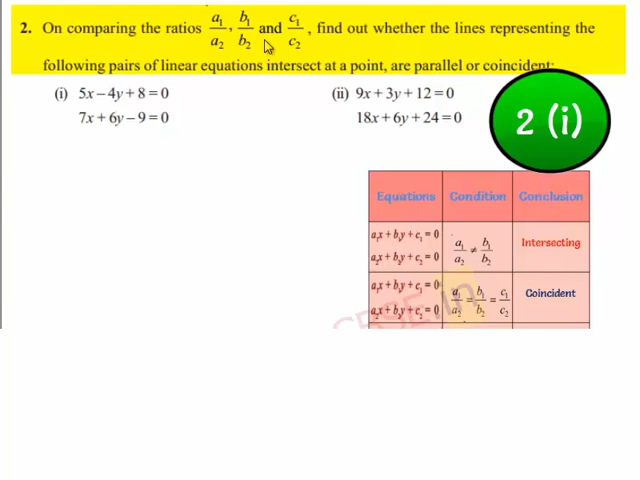 2. On comparing the ratios a₁/a₂, b₁/b₂ and c₁/c₂, find out whether the lines representing the
following pairs of linear equations intersect at a point, are parallel or coincident:
(i) 5x – 4y + 8 = 0
7x + 6y – 9 = 0
(ii) 9x + 3y + 12 = 0
18x + 6y + 24 = 0
2 (i)
Equations Condition Conclusion
a₁x + b₁y + c₁ = 0
a₂x + b₂y + c₂ = 0
a₁/a₂ ≠ b₁/b₂
Intersecting
a₁x + b₁y + c₁ = 0
a₂x + b₂y + c₂ = 0
a₁/a₂ = b₁/b₂ = c₁/c₂
Coincident
CBSE.in